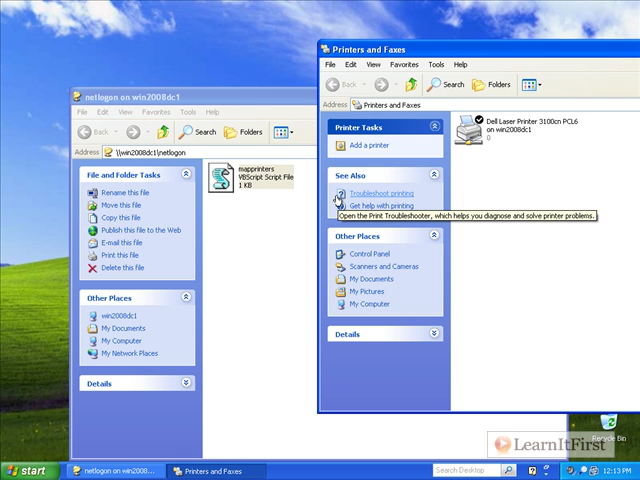 netlogon on win2008dc1
File Edit View Favorites Tools Help
Back Search Folders
Address \\win2008dc1\netlogon
File and Folder Tasks
Rename this file
Move this file
Copy this file
Publish this file to the Web
E-mail this file
Print this file
Delete this file
Other Places
win2008dc1
My Documents
My Computer
My Network Places
Details
mapprinters
VBScript Script File
1 KB
Printers and Faxes
File Edit View Favorites Tools Help
Back Search Folders
Address Printers and Faxes
Printer Tasks
Add a printer
See Also
Troubleshoot printing
Get help with printing
Open the Print Troubleshooter, which helps you diagnose and solve printer problems.
Other Places
Control Panel
Scanners and Cameras
My Documents
My Pictures
My Computer
Details
Dell Laser Printer 3100cn PCL6
on win2008dc1
0
Recycle Bin
LearnItFirst
start netlogon on win2008... Printers and Faxes Search Desktop 12:13 PM